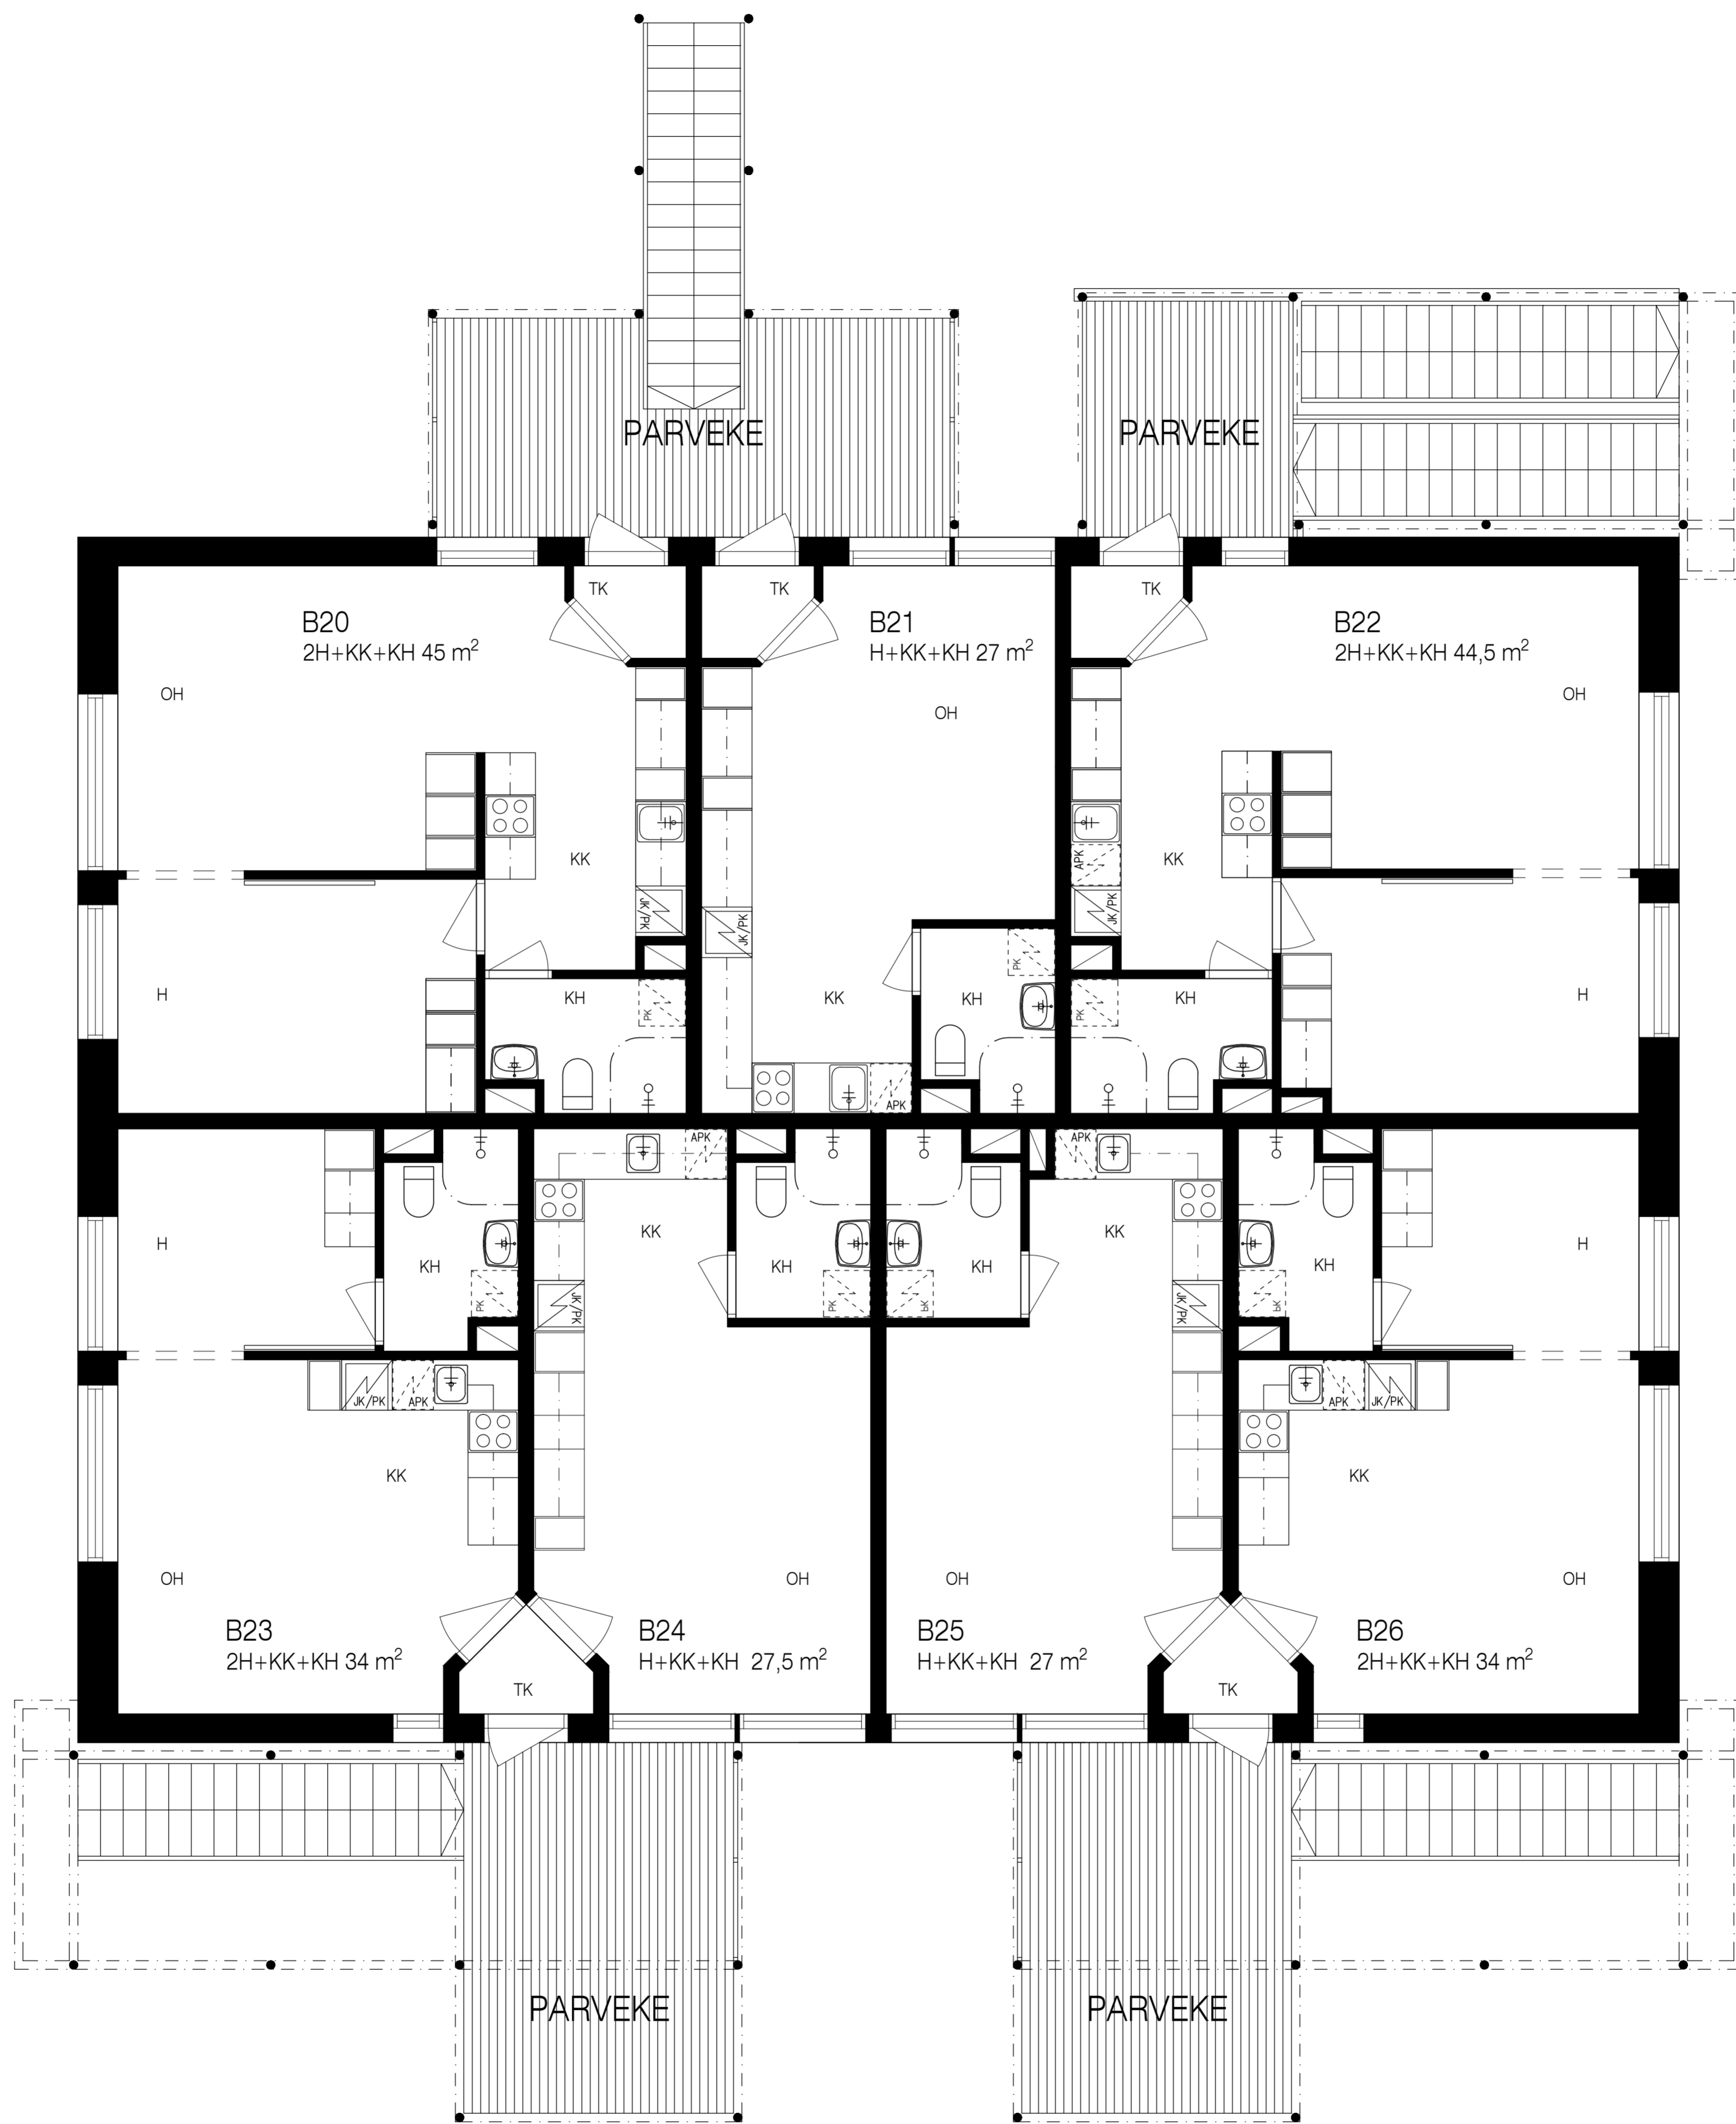 PARVEKE
PARVEKE
TK
TK
TK
B20
2H+KK+KH 45 m²
B21
H+KK+KH 27 m²
B22
2H+KK+KH 44,5 m²
OH
OH
OH
KK
APK
KK
JK/PK
JK/PK
JK/PK
H
KH
PK
KK
KH
PK
PK
KH
H
APK
APK
APK
H
KK
KK
H
KH
KH
KH
KH
PK
PK
PK
PK
JK/PK
JK/PK
JK/PK
APK
APK
JK/PK
KK
KK
OH
OH
OH
OH
B23
2H+KK+KH 34 m²
B24
H+KK+KH 27,5 m²
B25
H+KK+KH 27 m²
B26
2H+KK+KH 34 m²
TK
TK
PARVEKE
PARVEKE